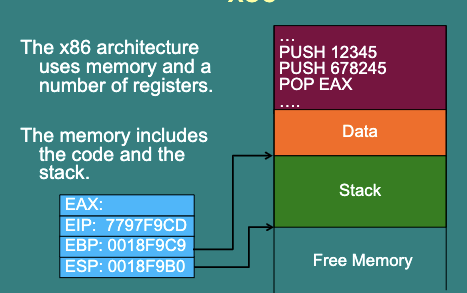 The x86 architecture
uses memory and a
number of registers.
The memory includes
the code and the
stack.
EAX:
EIP: 7797F9CD
EBP: 0018F9C9
ESP: 0018F9B0
...
PUSH 12345
PUSH 678245
POP EAX
....
Data
Stack
Free Memory